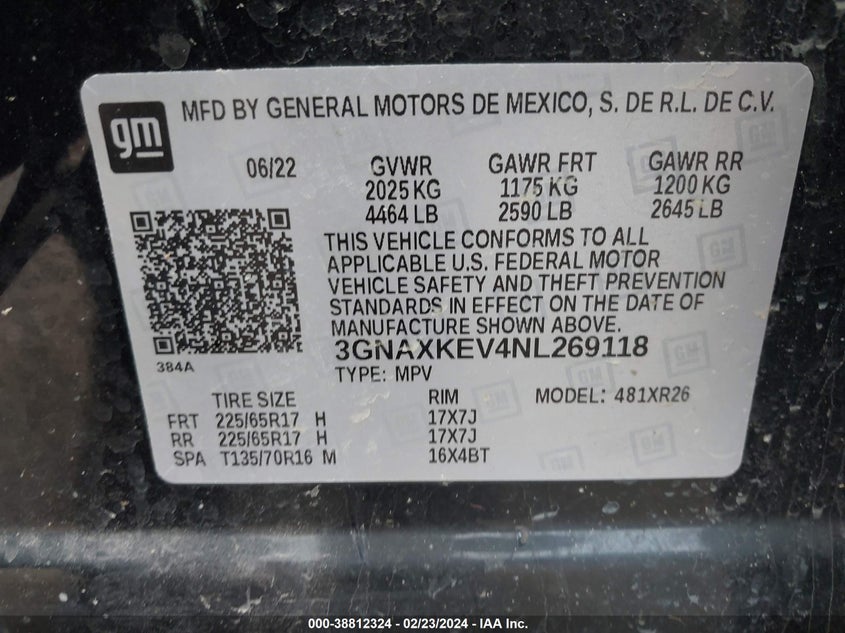 gm
MFD BY GENERAL MOTORS DE MEXICO, S. DE R.L. DE C.V.
06/22 GVWR GAWR FRT GAWR RR
2025 KG 1175 KG 1200 KG
4464 LB 2590 LB 2645 LB
THIS VEHICLE CONFORMS TO ALL
APPLICABLE U.S. FEDERAL MOTOR
VEHICLE SAFETY AND THEFT PREVENTION
STANDARDS IN EFFECT ON THE DATE OF
MANUFACTURE SHOWN ABOVE.
3GNAXKEV4NL269118
384A
TYPE: MPV
TIRE SIZE RIM MODEL: 481XR26
FRT 225/65R17 H 17X7J
RR 225/65R17 H 17X7J
SPA T135/70R16 M 16X4BT
000-38812324 / 02/23/2024 - IAA Inc.